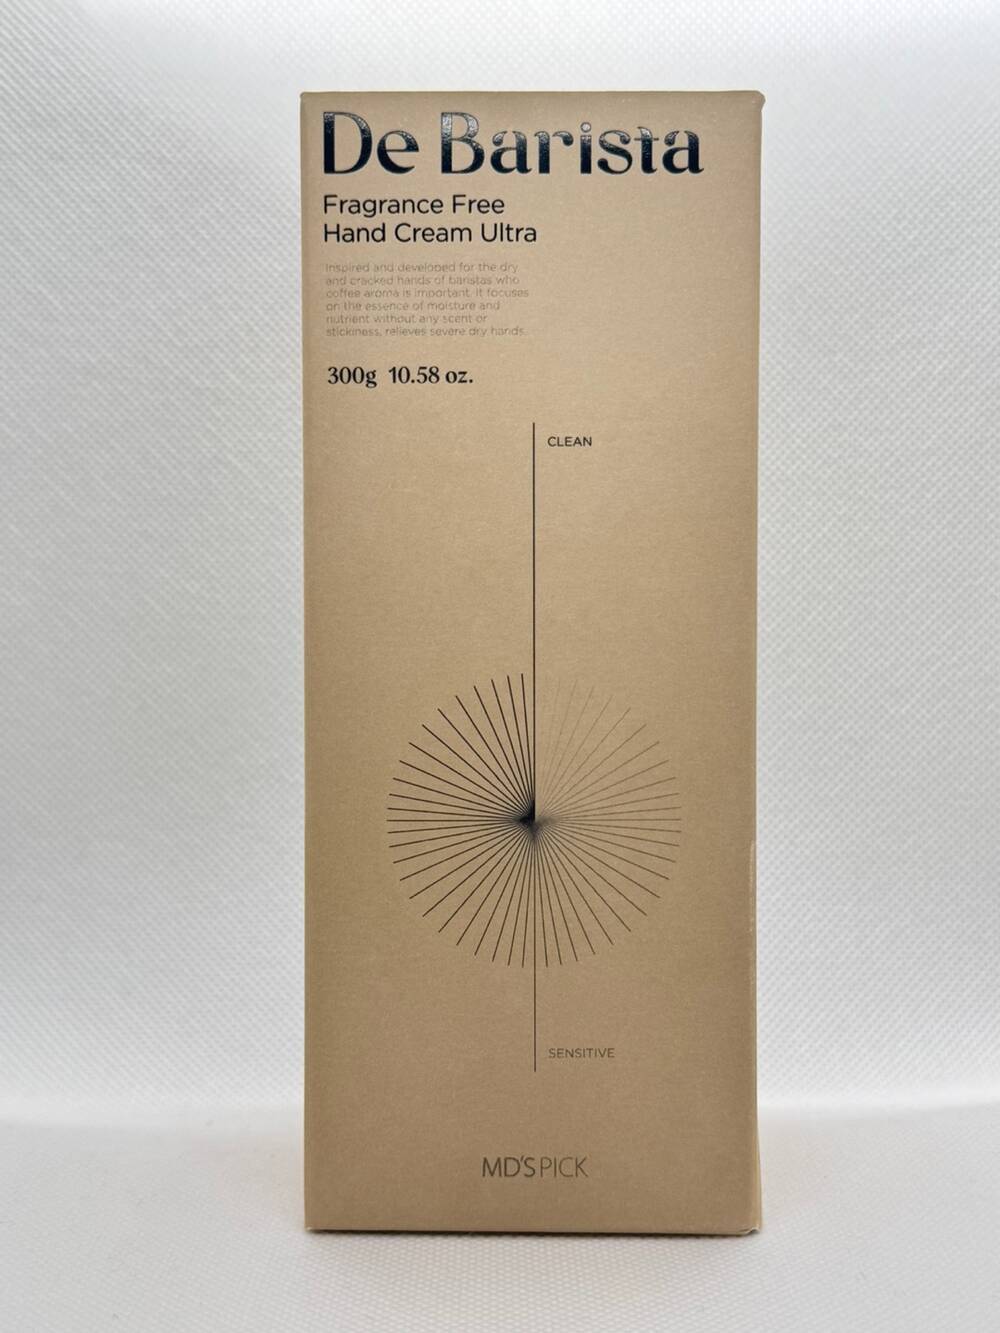 De Barista
Fragrance Free
Hand Cream Ultra
Inspired and developed for the dry
and cracked hands of baristas who
coffee aroma is important. It focuses
on the essence of moisture and
nutrient without any scent or
stickiness, relieves severe dry hands.
300g 10.58 oz.
CLEAN
SENSITIVE
MD'SPICK